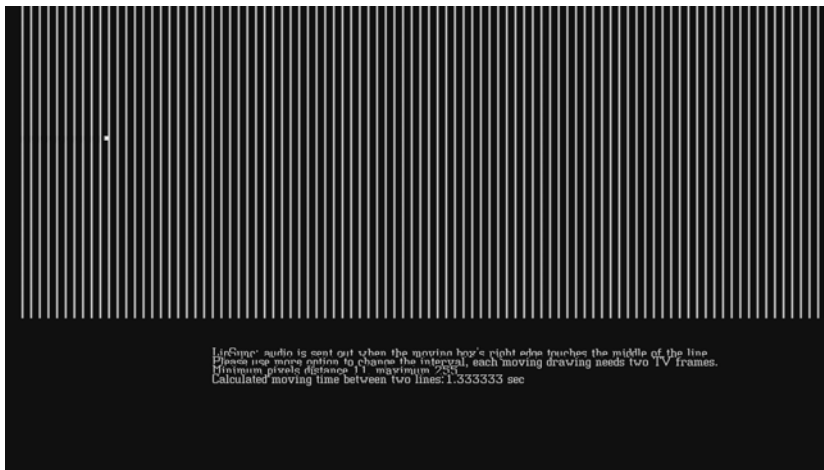 LipSync: audio is sent out when the moving box's right edge touches the middle of the line
Please use more option to change the interval, each moving drawing needs two TV frames.
Minimum pixels distance 11, maximum 255
Calculated moving time between two lines:1.333333 sec